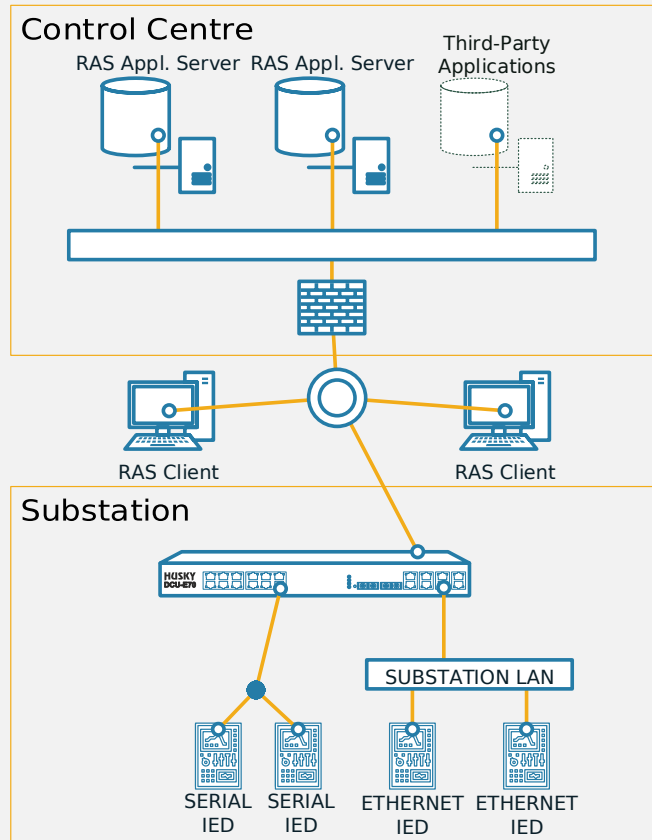 Control Centre
RAS Appl. Server
RAS Appl. Server
Third-Party
Applications
RAS Client
RAS Client
Substation
HUSKY
DCU-E70
SUBSTATION LAN
SERIAL
IED
SERIAL
IED
ETHERNET
IED
ETHERNET
IED